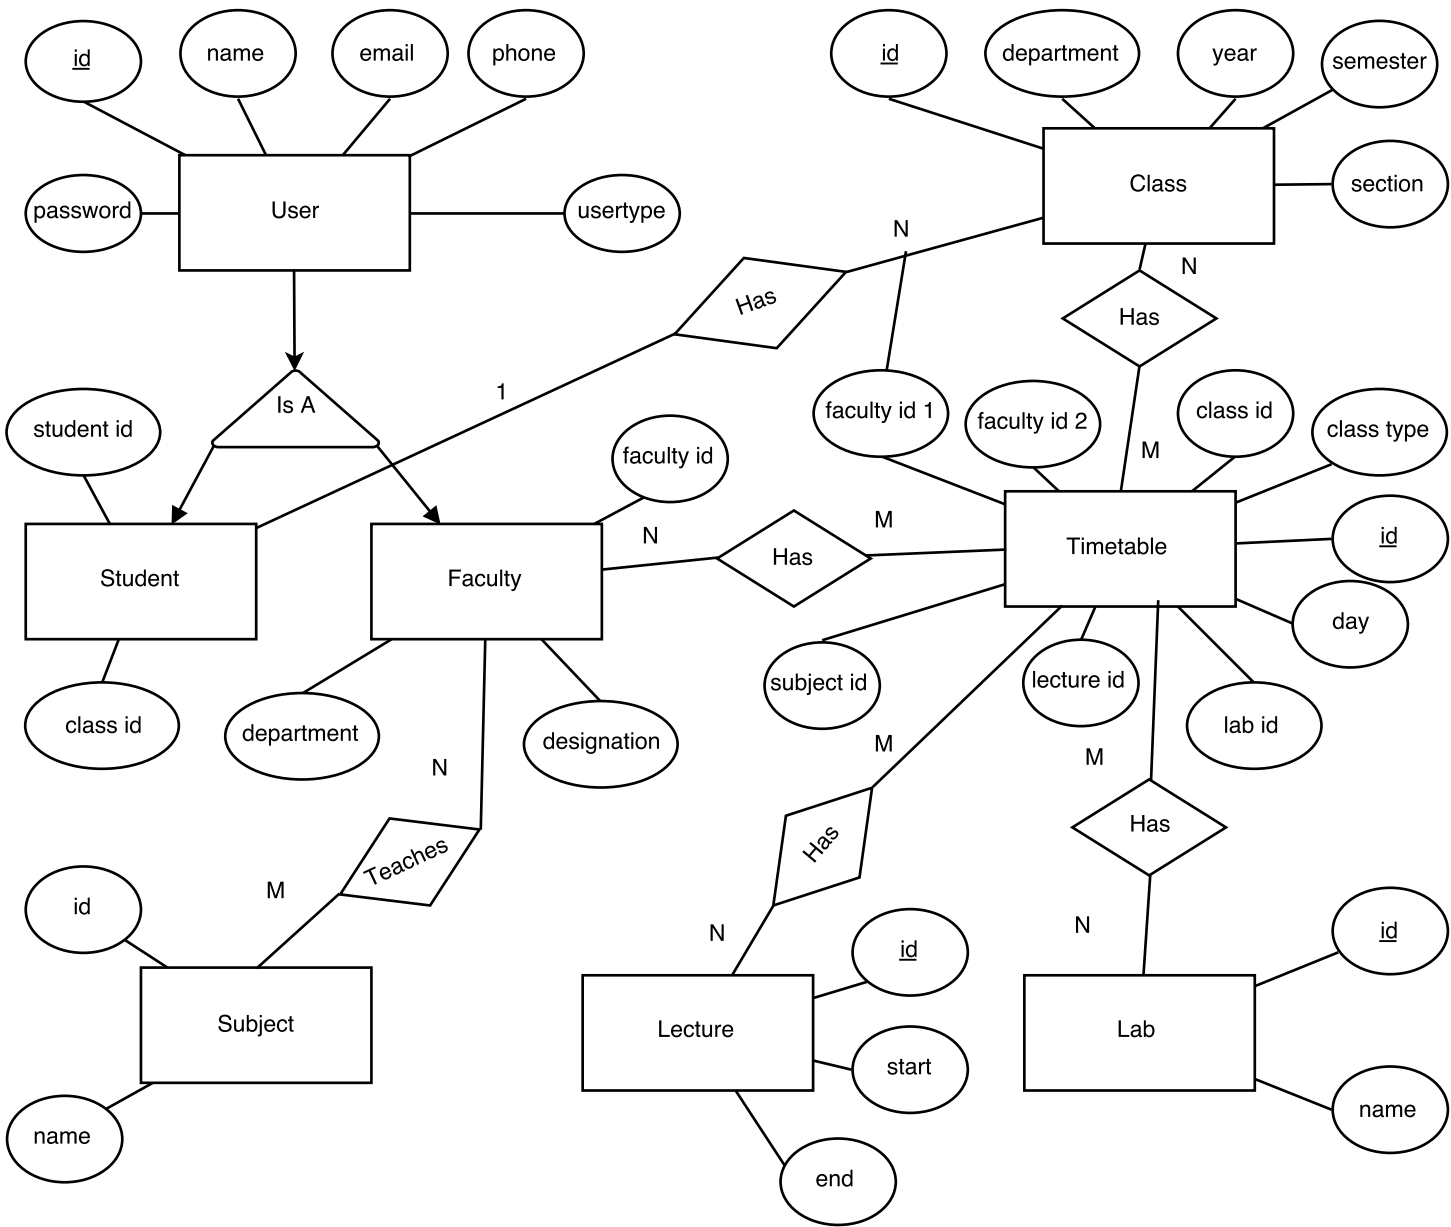 id
name
email
phone
id
department
year
semester
password
User
usertype
Class
section
N
Has
N
Has
1
Is A
student id
faculty id
faculty id 1
faculty id 2
class id
class type
M
Student
Faculty
N
Has
M
Timetable
id
day
class id
department
designation
subject id
lecture id
lab id
N
M
M
Teaches
Has
Has
M
id
N
N
id
id
Subject
Lecture
Lab
start
name
name
end